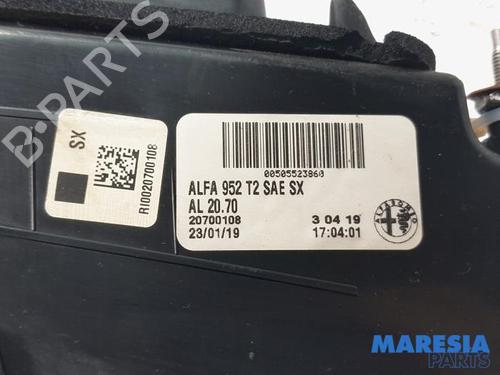 B-PARTS
SX
RI0020700108
00505523860
ALFA 952 T2 SAE SX
AL 20.70
20700108 3 04 19
23/01/19 17:04:01
MARESIA
PARTS